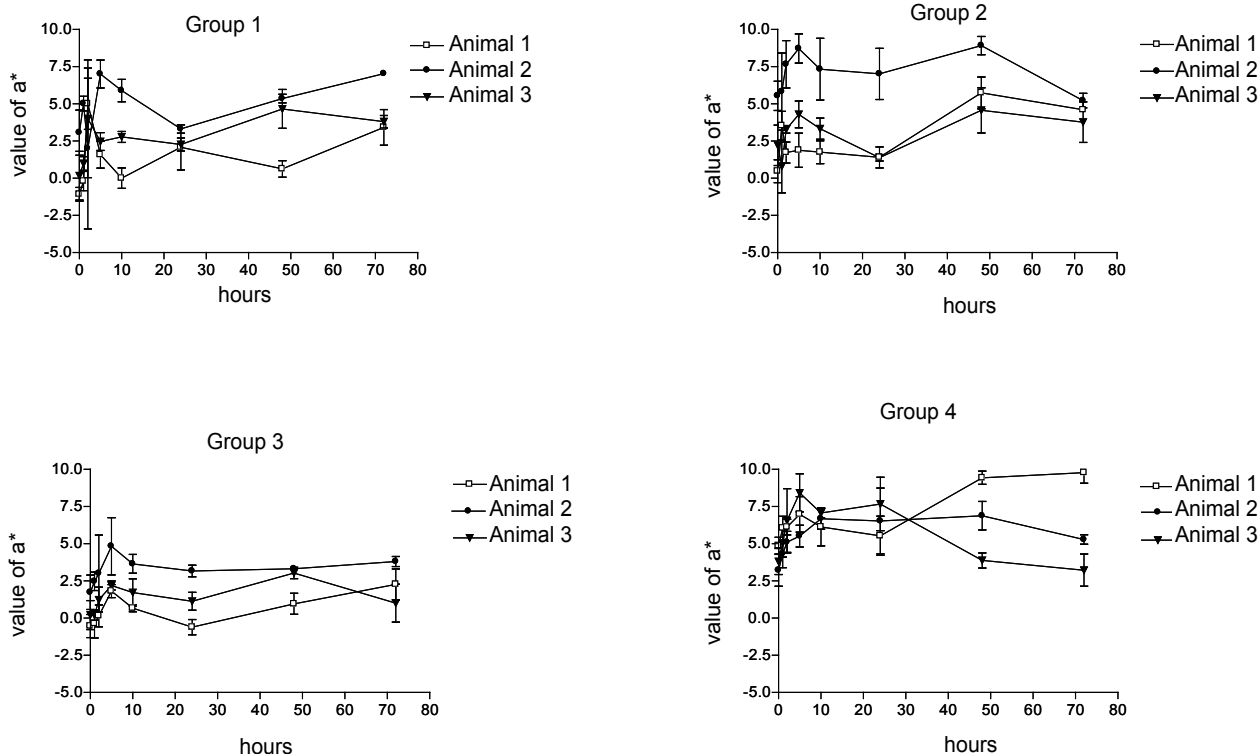 Group 1
Animal 1
Animal 2
Animal 3
value of a*
10.0
7.5
5.0
2.5
0.0
-2.5
-5.0
0 10 20 30 40 50 60 70 80
hours
Group 2
Animal 1
Animal 2
Animal 3
value of a*
10.0
7.5
5.0
2.5
0.0
-2.5
-5.0
0 10 20 30 40 50 60 70 80
hours
Group 3
Animal 1
Animal 2
Animal 3
value of a*
10.0
7.5
5.0
2.5
0.0
-2.5
-5.0
0 10 20 30 40 50 60 70 80
hours
Group 4
Animal 1
Animal 2
Animal 3
value of a*
10.0
7.5
5.0
2.5
0.0
-2.5
-5.0
0 10 20 30 40 50 60 70 80
hours